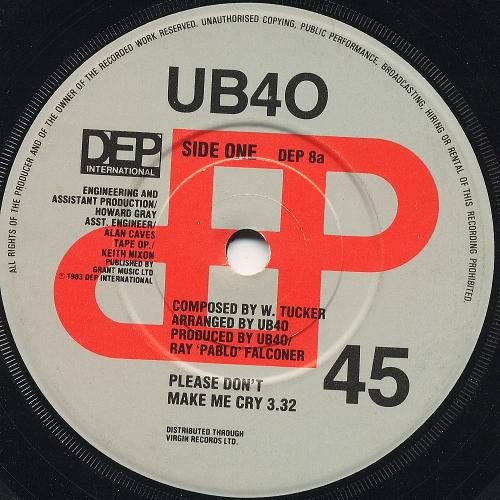 ALL RIGHTS OF THE PRODUCER AND OF THE OWNER OF THE RECORDED WORK RESERVED. UNAUTHORISED COPYING, PUBLIC PERFORMANCE, BROADCASTING, HIRING OR RENTAL OF THIS RECORDING PROHIBITED.
UB40
DEP
INTERNATIONAL
SIDE ONE DEP 8a
ENGINEERING AND
ASSISTANT PRODUCTION/
HOWARD GRAY
ASST. ENGINEER/
ALAN CAVES
TAPE OP./
KEITH NIXON
PUBLISHED BY
GRANT MUSIC LTD
℗ 1983 DEP INTERNATIONAL
COMPOSED BY W. TUCKER
ARRANGED BY UB40
PRODUCED BY UB40/
RAY 'PABLO' FALCONER
45
PLEASE DON'T
MAKE ME CRY 3.32
DISTRIBUTED THROUGH
VIRGIN RECORDS LTD.